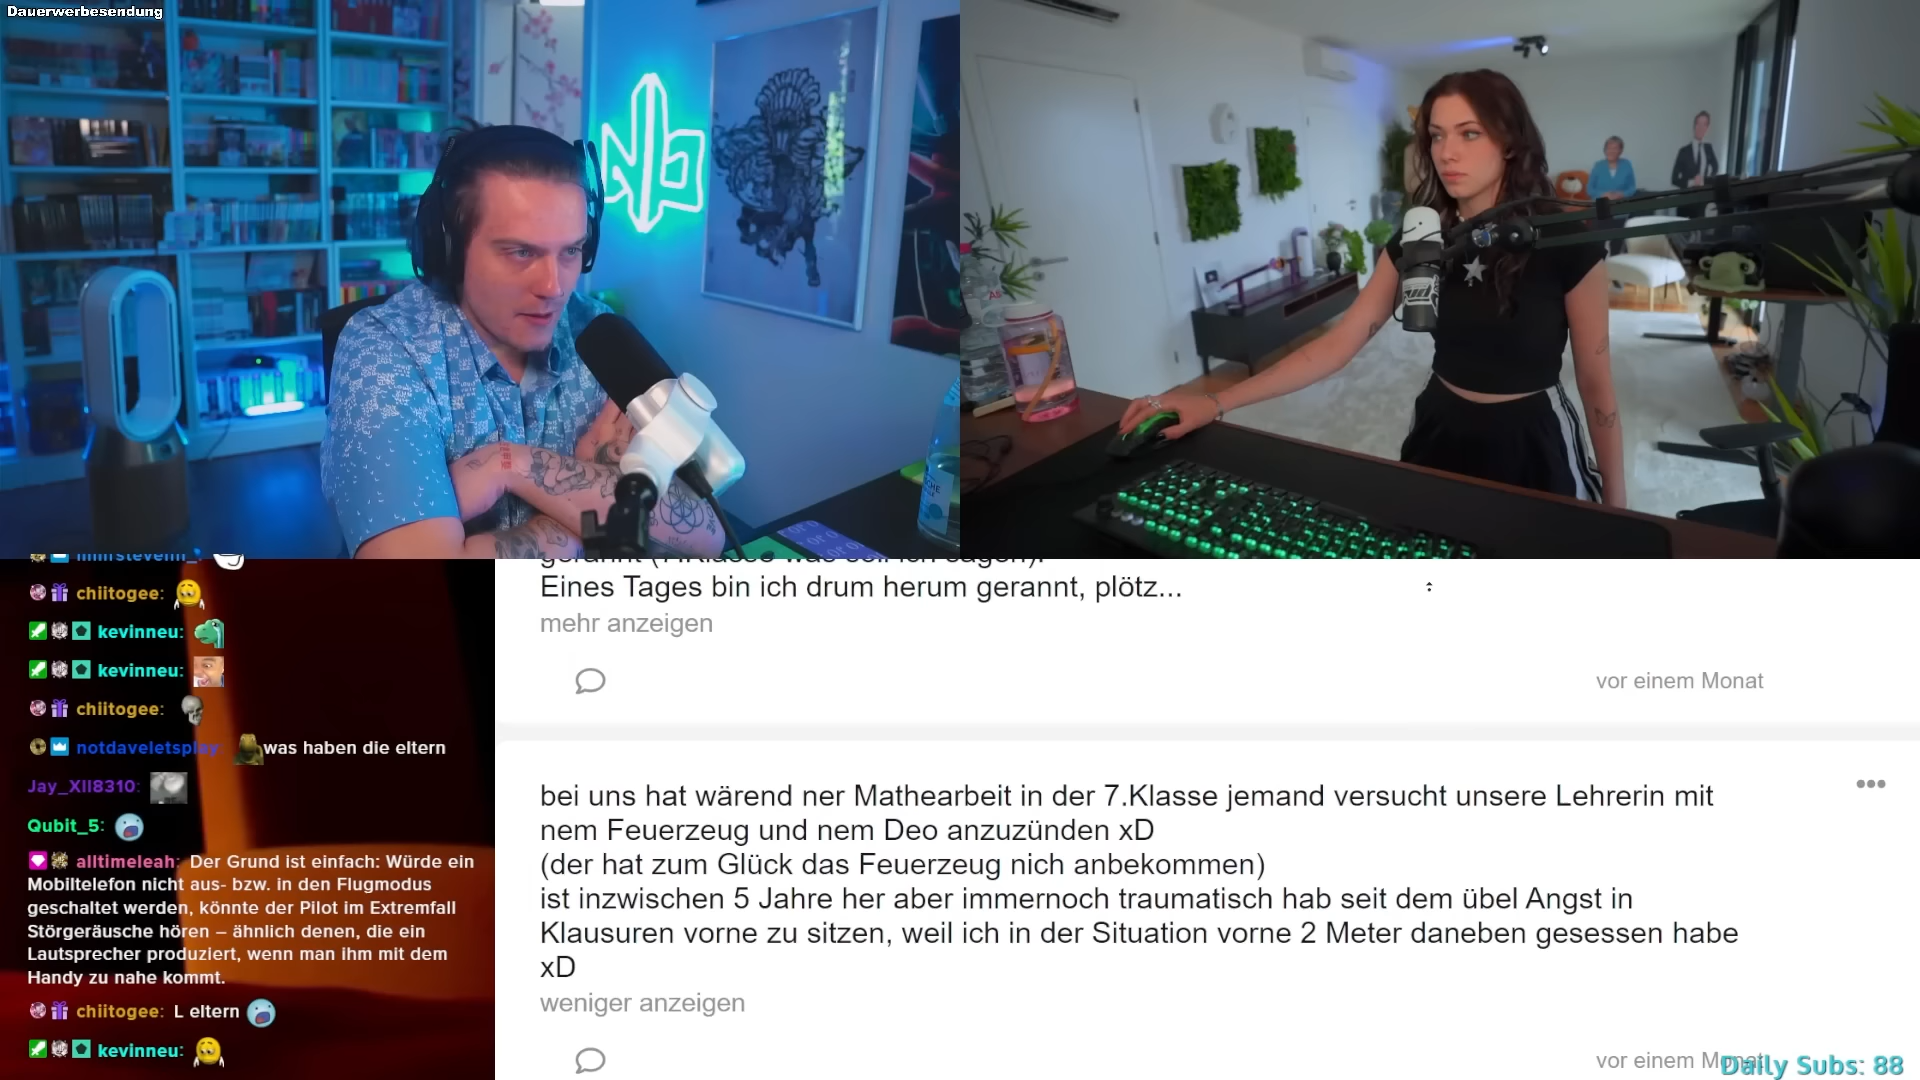 Dauerwerbesendung
chiitogee:
kevinneu:
kevinneu:
chiitogee:
notdaveletsplay: was haben die eltern
Jay_XII8310:
Qubit_5:
alltimeleah: Der Grund ist einfach: Würde ein
Mobiltelefon nicht aus- bzw. in den Flugmodus
geschaltet werden, könnte der Pilot im Extremfall
Störgeräusche hören – ähnlich denen, die ein
Lautsprecher produziert, wenn man ihm mit dem
Handy zu nahe kommt.
chiitogee: L eltern
kevinneu:
Eines Tages bin ich drum herum gerannt, plötz...
mehr anzeigen
vor einem Monat
bei uns hat wärend ner Mathearbeit in der 7.Klasse jemand versucht unsere Lehrerin mit
nem Feuerzeug und nem Deo anzuzünden xD
(der hat zum Glück das Feuerzeug nich anbekommen)
ist inzwischen 5 Jahre her aber immernoch traumatisch hab seit dem übel Angst in
Klausuren vorne zu sitzen, weil ich in der Situation vorne 2 Meter daneben gesessen habe
xD
weniger anzeigen
vor einem Monat
Daily Subs: 88